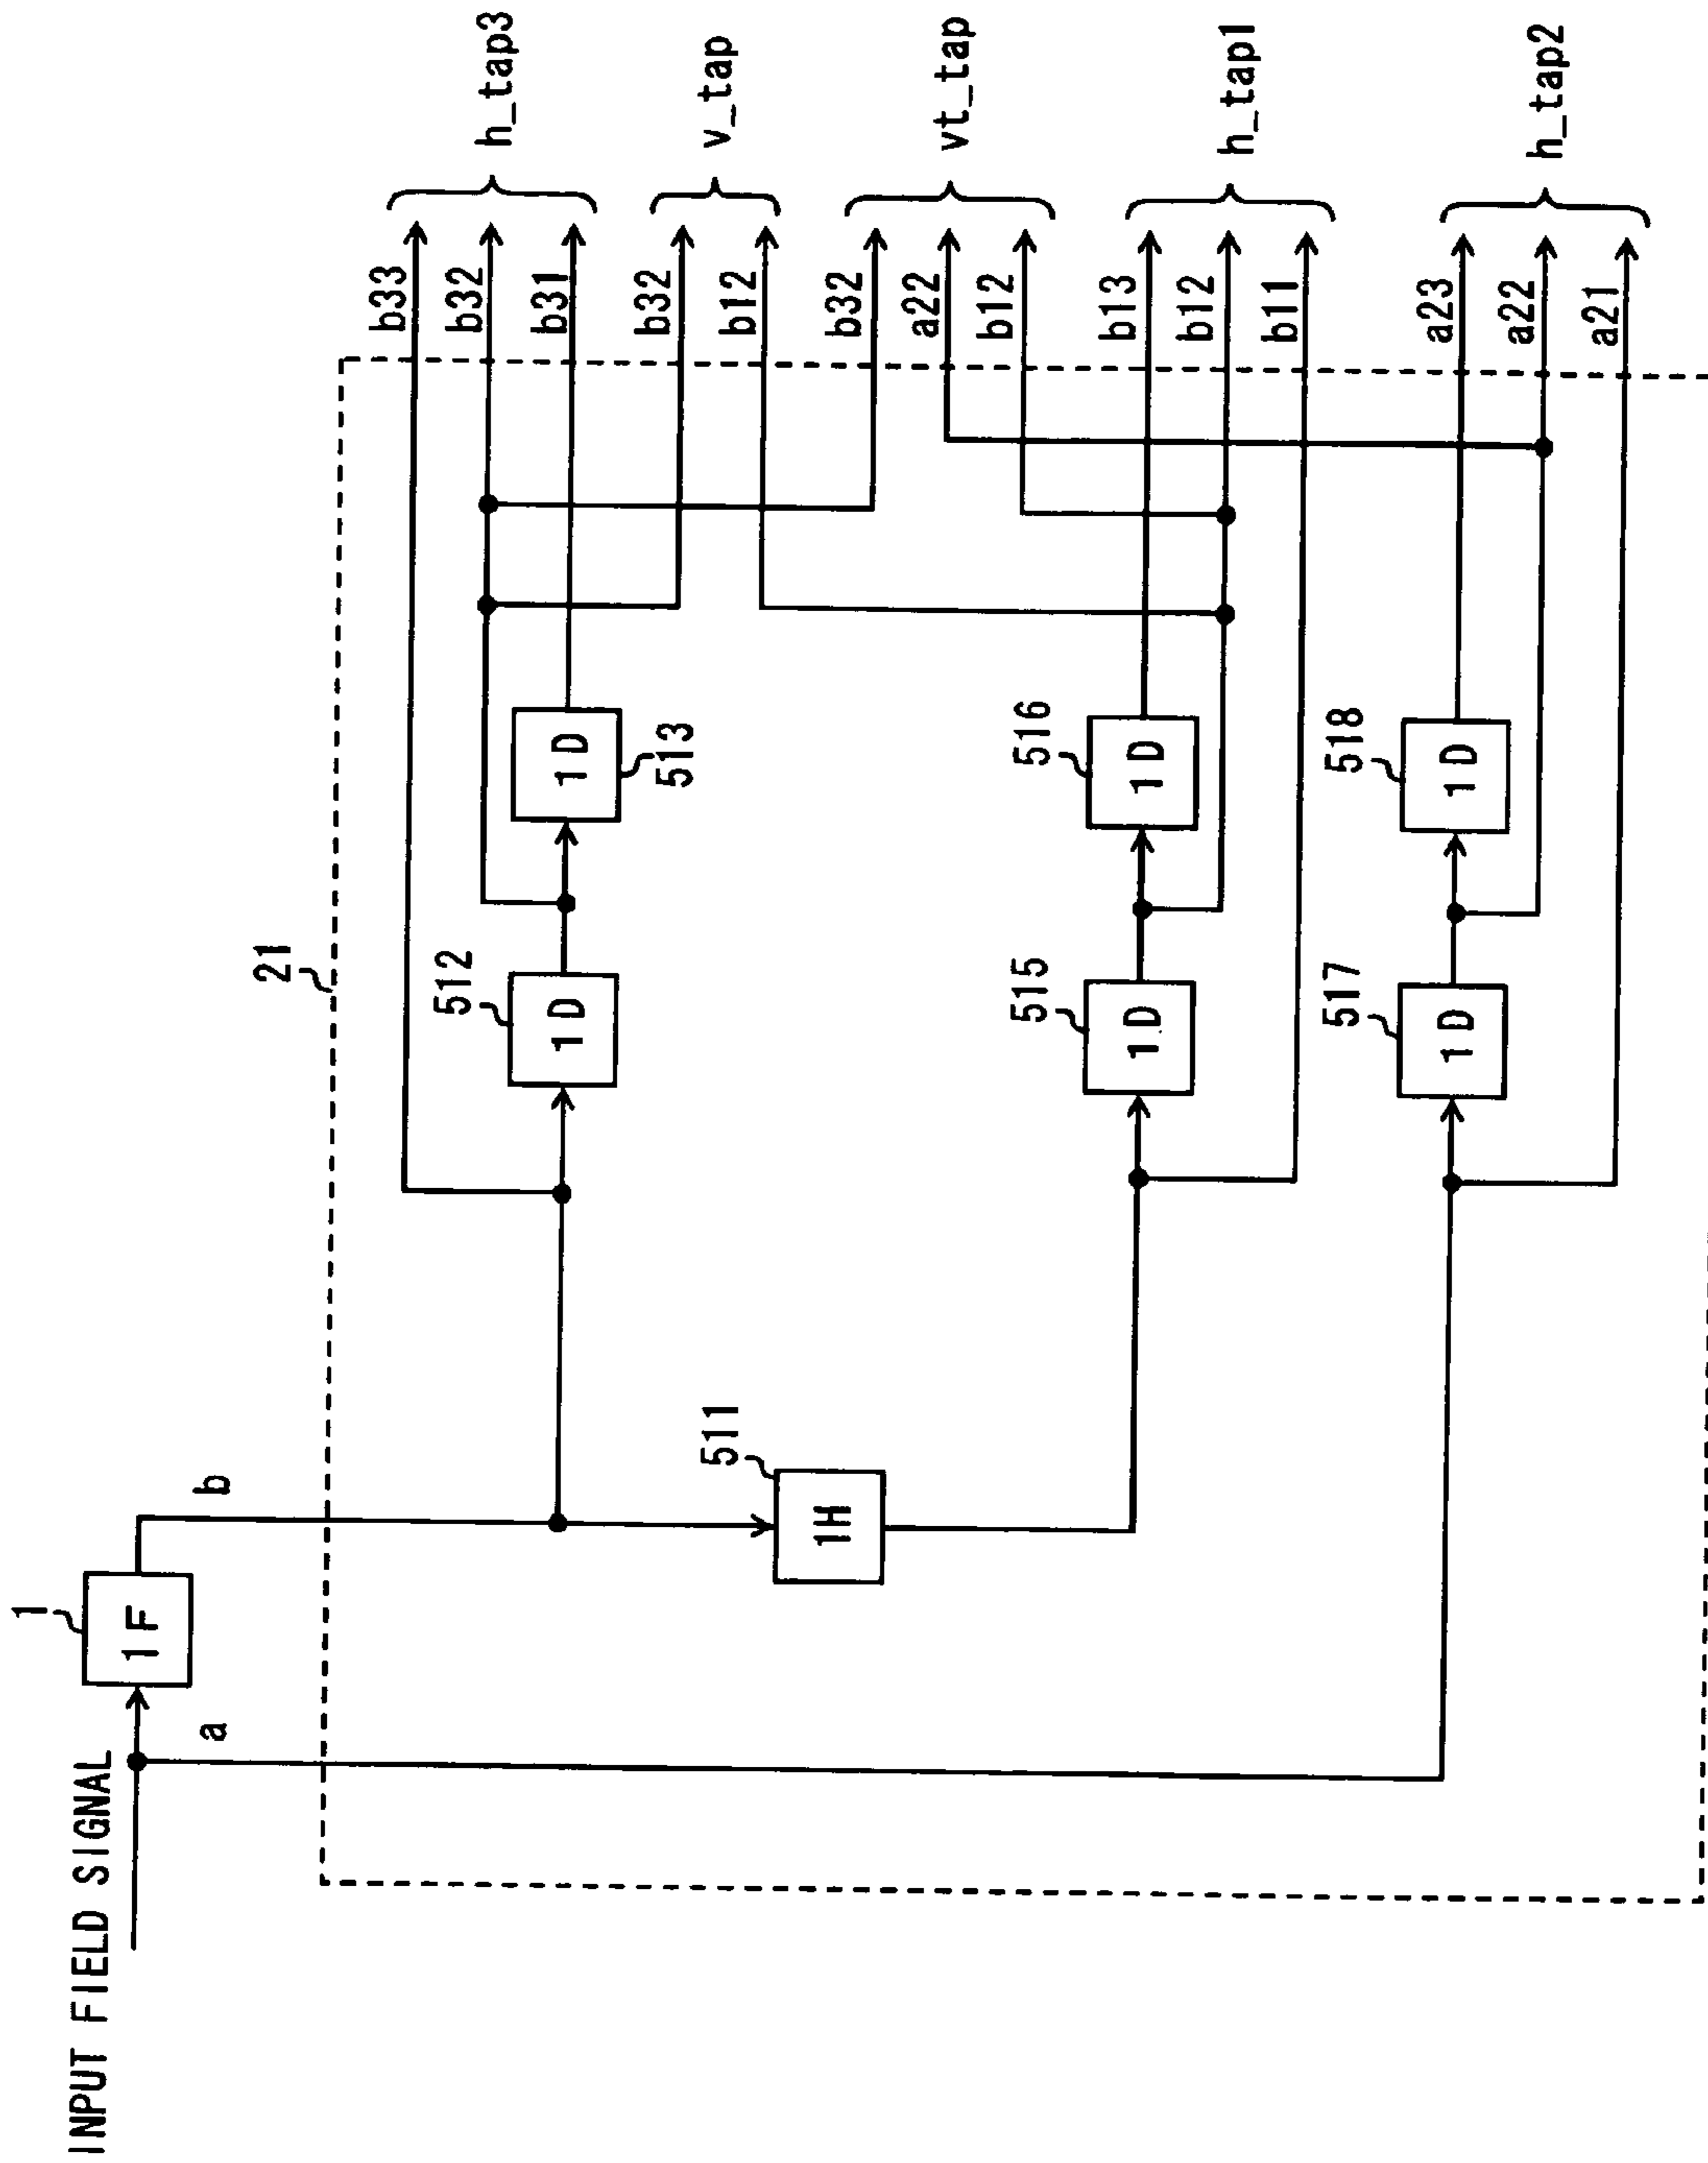 INPUT FIELD SIGNAL
1
1F
a
b
21
511
1H
512
1D
513
1D
515
1D
516
1D
517
1D
518
1D
b33
b32
b31
h_tap3
b32
b12
v_tap
b32
a22
b12
vt_tap
b13
b12
b11
h_tap1
a23
a22
a21
h_tap2